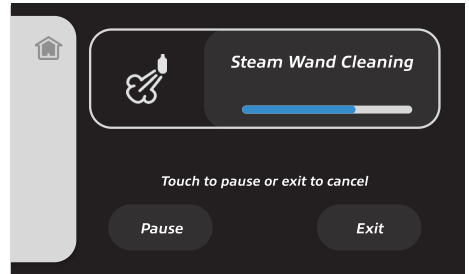 Steam Wand Cleaning
Touch to pause or exit to cancel
Pause
Exit